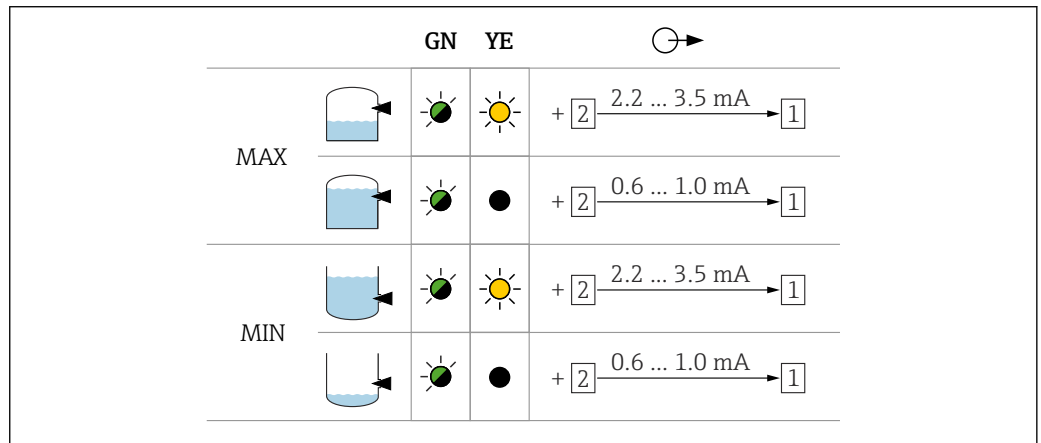 GN YE
MAX
+ 2 2.2 ... 3.5 mA 1
+ 2 0.6 ... 1.0 mA 1
MIN
+ 2 2.2 ... 3.5 mA 1
+ 2 0.6 ... 1.0 mA 1